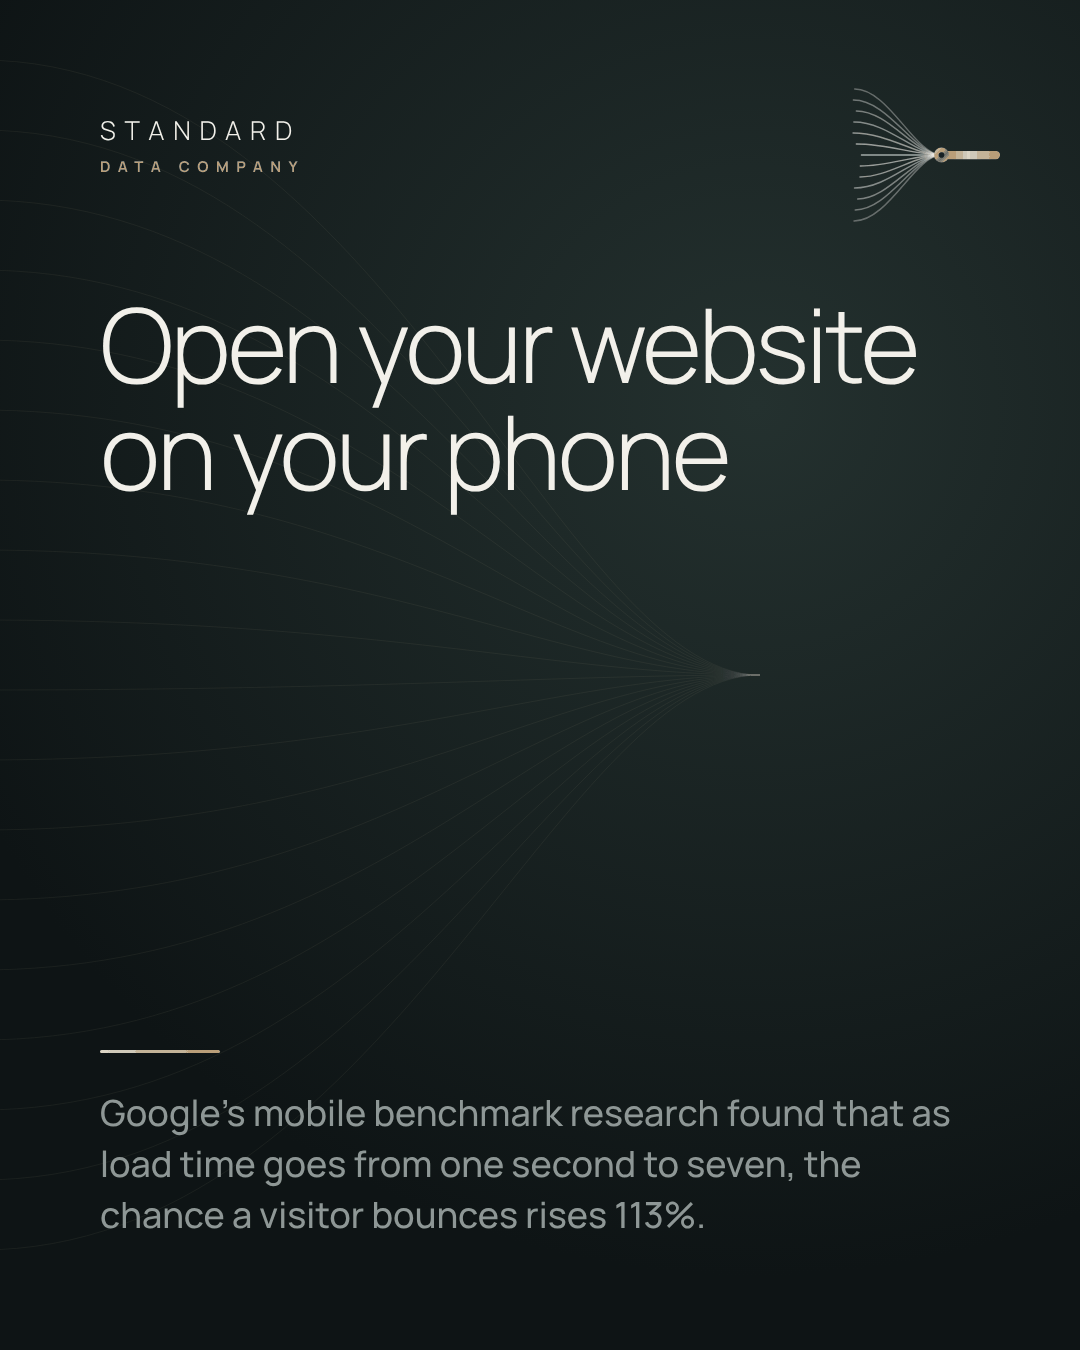 STANDARD
DATA COMPANY
Open your website
on your phone
Google’s mobile benchmark research found that as
load time goes from one second to seven, the
chance a visitor bounces rises 113%.